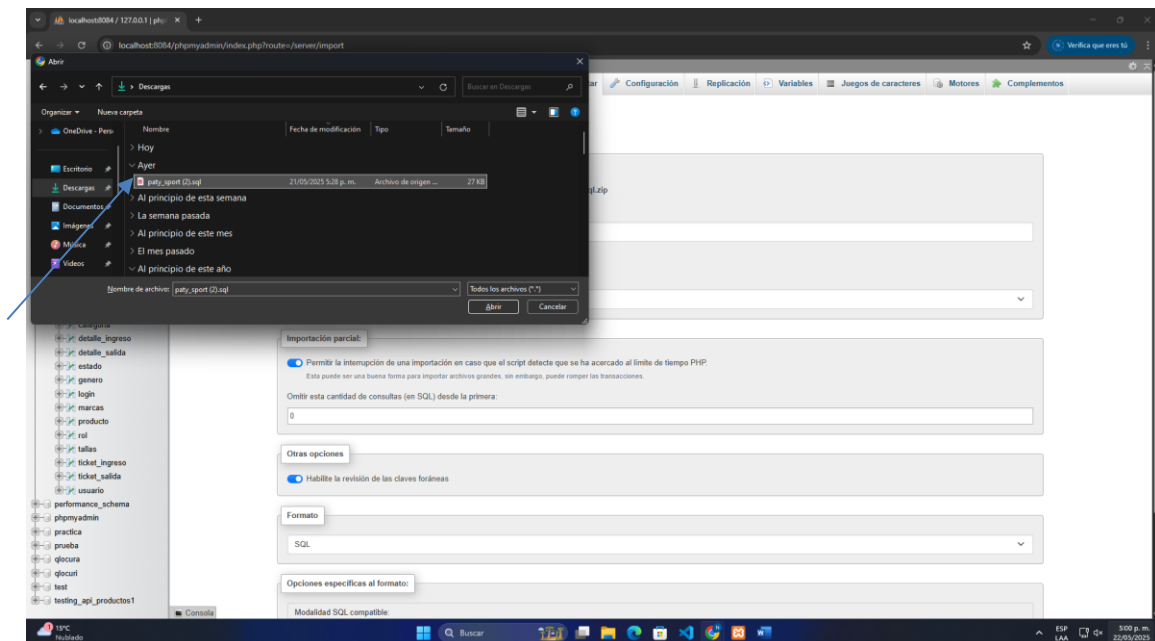 localhost:8084 / 127.0.0.1 | php
localhost:8084/phpmyadmin/index.php?route=/server/import
Verifica que eres tú
Abrir
Descargas
Buscar en Descargas
Configuración
Replicación
Variables
Juegos de caracteres
Motores
Complementos
Organizar
Nueva carpeta
OneDrive - Pers
Nombre
Fecha de modificación
Tipo
Tamaño
Hoy
Ayer
Escritorio
paty_sport (2).sql
21/05/2025 5:28 p. m.
Archivo de origen ...
27 KB
Descargas
Al principio de esta semana
Documentos
La semana pasada
Imágenes
Al principio de este mes
Música
El mes pasado
Videos
Al principio de este año
Nombre de archivo:
paty_sport (2).sql
Todos los archivos (*.*)
Abrir
Cancelar
ql.zip
categoria
detalle_ingreso
detalle_salida
estado
genero
login
marcas
producto
rol
tallas
ticket_ingreso
ticket_salida
usuario
performance_schema
phpmyadmin
practica
prueba
qlocura
qlocuri
test
testing_api_productos1
Importación parcial:
Permitir la interrupción de una importación en caso que el script detecte que se ha acercado al límite de tiempo PHP.
Esta puede ser una buena forma para importar archivos grandes, sin embargo, puede romper las transacciones.
Omitir esta cantidad de consultas (en SQL) desde la primera:
0
Otras opciones
Habilite la revisión de las claves foráneas
Formato
SQL
Opciones específicas al formato:
Modalidad SQL compatible:
Consola
15°C
Nublado
Buscar
ESP
LAA
5:00 p. m.
22/05/2025